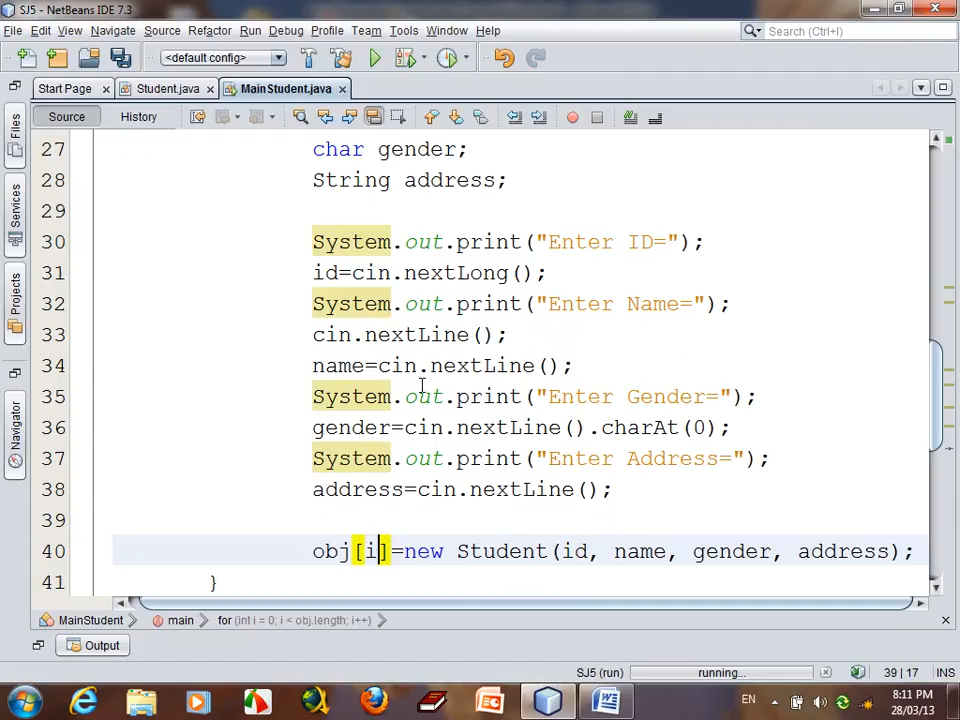 SJ5 - NetBeans IDE 7.3
File Edit View Navigate Source Refactor Run Debug Profile Team Tools Window Help
Search (Ctrl+I)
<default config>
Start Page Student.java MainStudent.java
Source History
Files
Services
Projects
Navigator
27 char gender;
28 String address;
29
30 System.out.print("Enter ID=");
31 id=cin.nextLong();
32 System.out.print("Enter Name=");
33 cin.nextLine();
34 name=cin.nextLine();
35 System.out.print("Enter Gender=");
36 gender=cin.nextLine().charAt(0);
37 System.out.print("Enter Address=");
38 address=cin.nextLine();
39
40 obj[i]=new Student(id, name, gender, address);
41 }
MainStudent main for (int i = 0; i < obj.length; i++)
Output
SJ5 (run) running... 39 | 17 INS
EN 8:11 PM
28/03/13